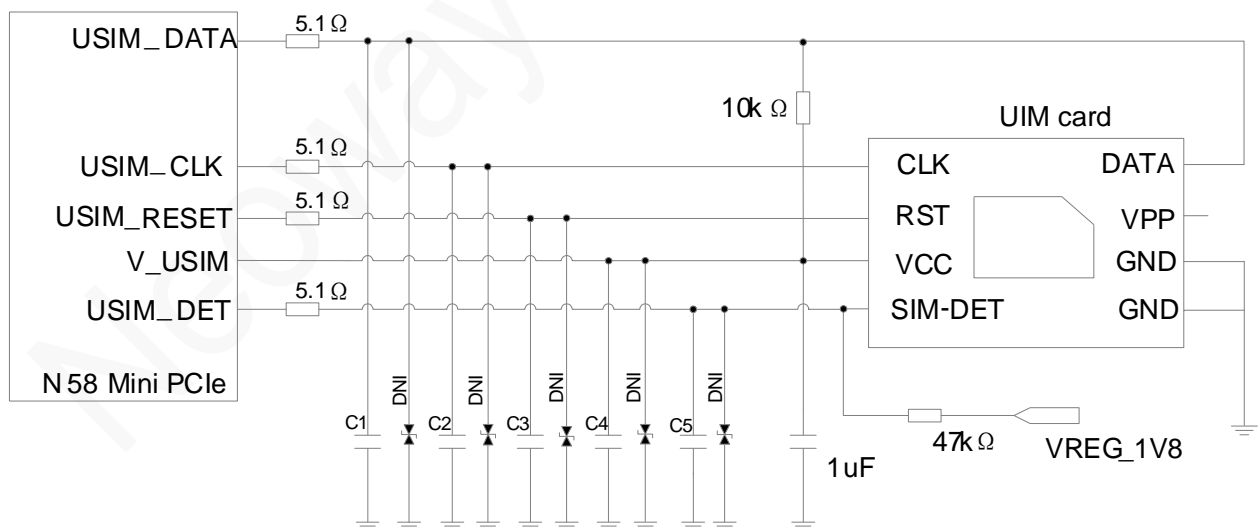 5.1Ω
USIM_DATA
10k Ω
UIM card
5.1Ω
USIM_CLK
CLK
DATA
5.1Ω
USIM_RESET
RST
VPP
V_USIM
VCC
GND
5.1Ω
USIM_DET
SIM-DET
GND
N58 Mini PCIe
DNI
DNI
DNI
DNI
DNI
C1
C2
C3
C4
C5
1uF
47kΩ
VREG_1V8
Neoway